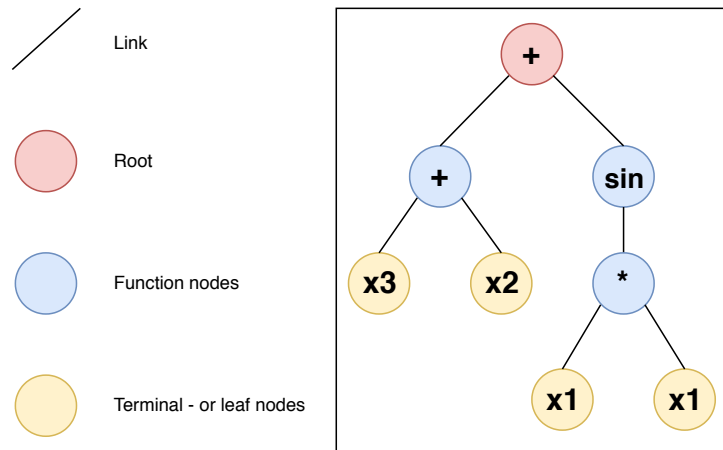 Link
Root
Function nodes
Terminal - or leaf nodes
+
+
sin
x3
x2
*
x1
x1